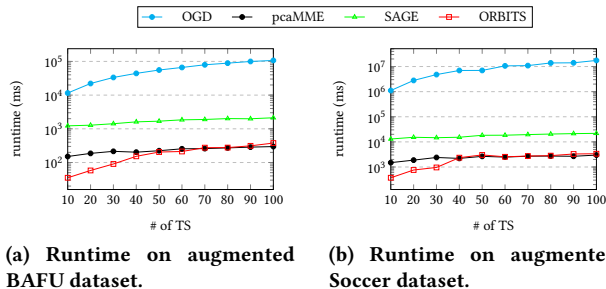 OGD pcaMME SAGE ORBITS
10^5
10^4
10^3
10^2
runtime (ms)
10 20 30 40 50 60 70 80 90 100
# of TS
(a) Runtime on augmented
BAFU dataset.
10^7
10^6
10^5
10^4
10^3
runtime (ms)
10 20 30 40 50 60 70 80 90 100
# of TS
(b) Runtime on augmente
Soccer dataset.